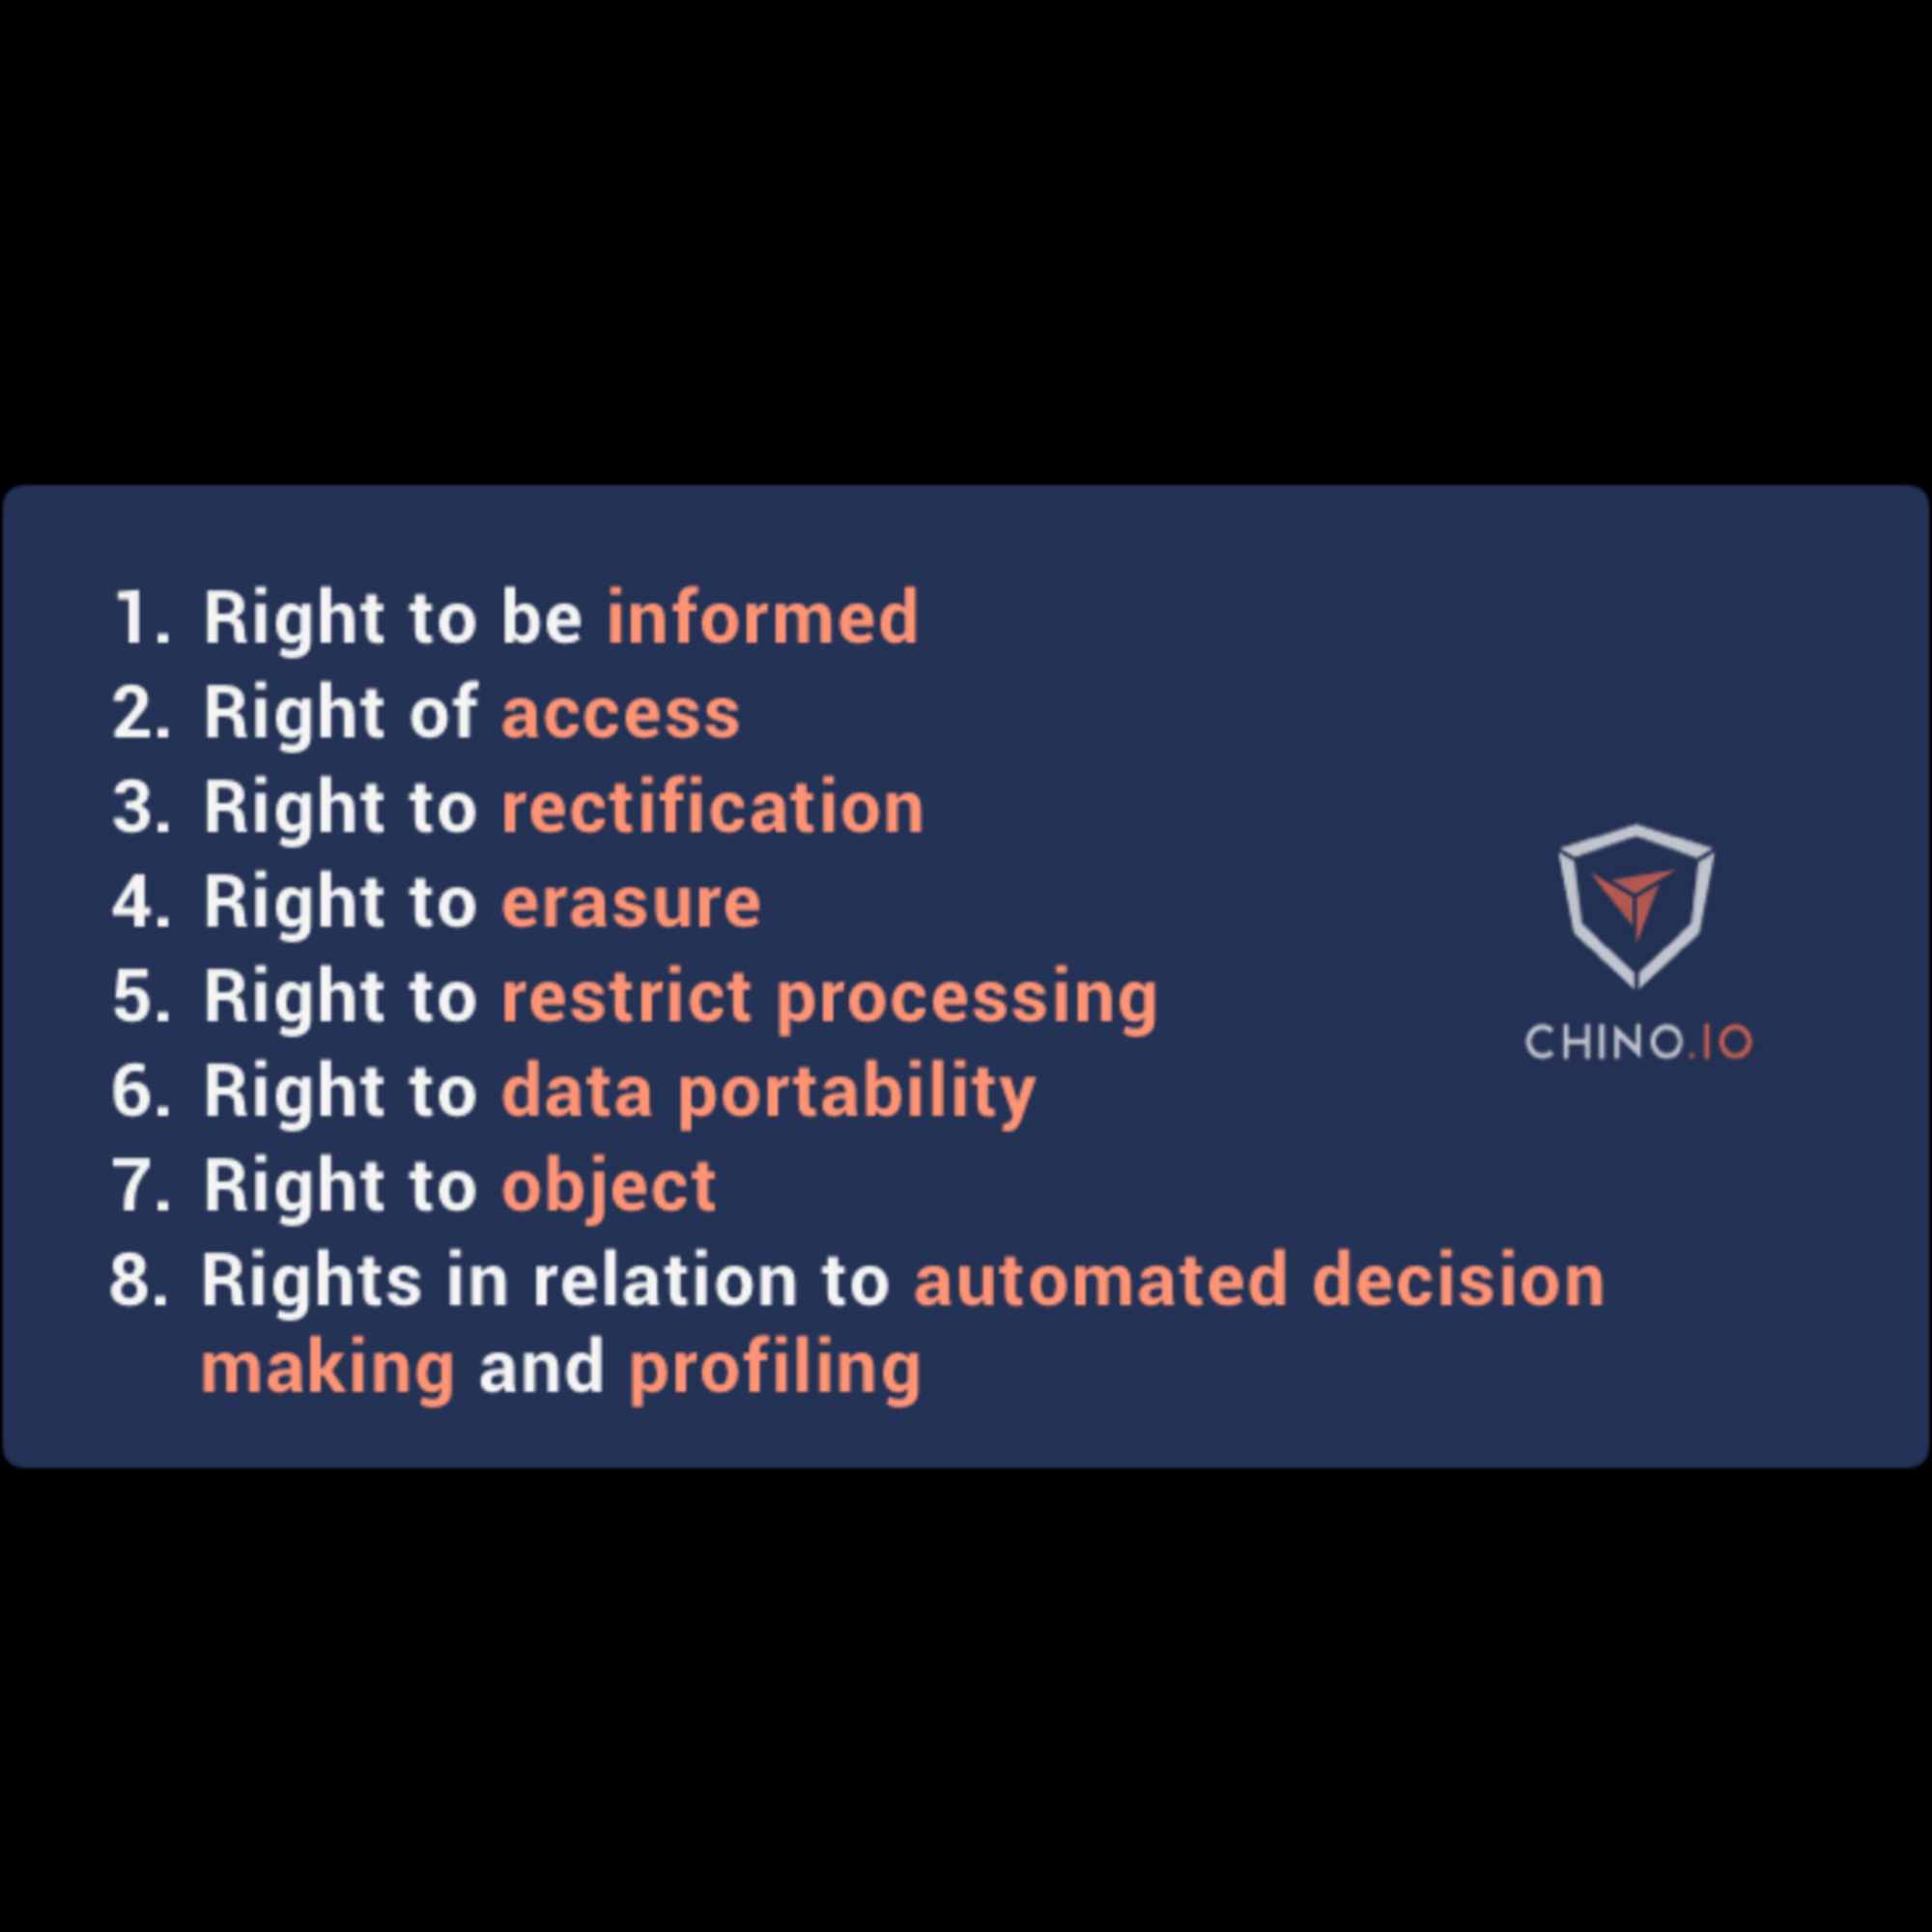 1. Right to be informed
2. Right of access
3. Right to rectification
4. Right to erasure
5. Right to restrict processing
6. Right to data portability
7. Right to object
8. Rights in relation to automated decision
making and profiling
CHINO.IO